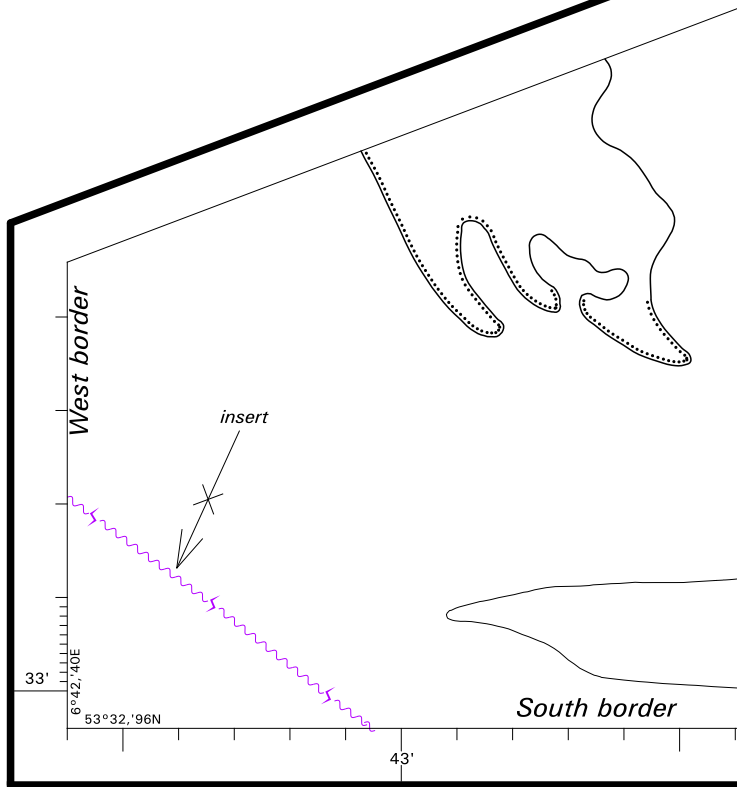 West border
insert
6°42,'40E
33'
53°32,'96N
South border
43'